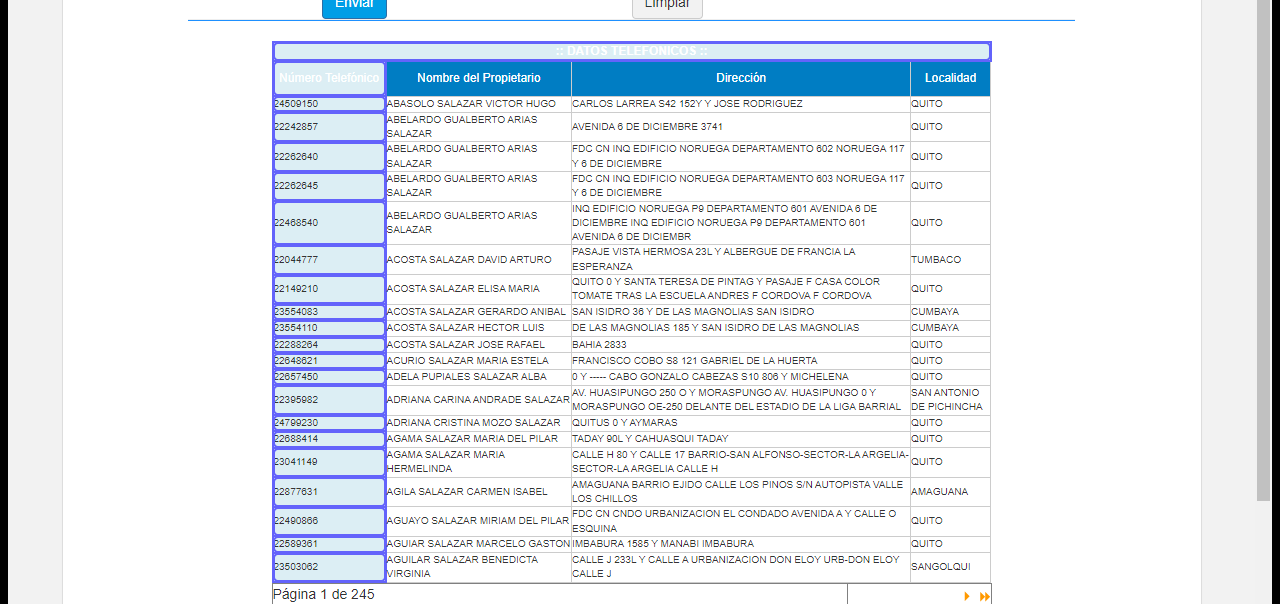 Enviar Limpiar
:: DATOS TELEFONICOS ::
Número Telefónico Nombre del Propietario Dirección Localidad
24509150 ABASOLO SALAZAR VICTOR HUGO CARLOS LARREA S42 152Y Y JOSE RODRIGUEZ QUITO
22242857 ABELARDO GUALBERTO ARIAS SALAZAR AVENIDA 6 DE DICIEMBRE 3741 QUITO
22262640 ABELARDO GUALBERTO ARIAS SALAZAR FDC CN INQ EDIFICIO NORUEGA DEPARTAMENTO 602 NORUEGA 117 Y 6 DE DICIEMBRE QUITO
22262645 ABELARDO GUALBERTO ARIAS SALAZAR FDC CN INQ EDIFICIO NORUEGA DEPARTAMENTO 603 NORUEGA 117 Y 6 DE DICIEMBRE QUITO
22468540 ABELARDO GUALBERTO ARIAS SALAZAR INQ EDIFICIO NORUEGA P9 DEPARTAMENTO 601 AVENIDA 6 DE DICIEMBRE INQ EDIFICIO NORUEGA P9 DEPARTAMENTO 601 AVENIDA 6 DE DICIEMBR QUITO
22044777 ACOSTA SALAZAR DAVID ARTURO PASAJE VISTA HERMOSA 23L Y ALBERGUE DE FRANCIA LA ESPERANZA TUMBACO
22149210 ACOSTA SALAZAR ELISA MARIA QUITO 0 Y SANTA TERESA DE PINTAG Y PASAJE F CASA COLOR TOMATE TRAS LA ESCUELA ANDRES F CORDOVA F CORDOVA QUITO
23554083 ACOSTA SALAZAR GERARDO ANIBAL SAN ISIDRO 36 Y DE LAS MAGNOLIAS SAN ISIDRO CUMBAYA
23554110 ACOSTA SALAZAR HECTOR LUIS DE LAS MAGNOLIAS 185 Y SAN ISIDRO DE LAS MAGNOLIAS CUMBAYA
22288264 ACOSTA SALAZAR JOSE RAFAEL BAHIA 2833 QUITO
22648621 ACURIO SALAZAR MARIA ESTELA FRANCISCO COBO S8 121 GABRIEL DE LA HUERTA QUITO
22657450 ADELA PUPIALES SALAZAR ALBA 0 Y ----- CABO GONZALO CABEZAS S10 806 Y MICHELENA QUITO
22395982 ADRIANA CARINA ANDRADE SALAZAR AV. HUASIPUNGO 250 O Y MORASPUNGO AV. HUASIPUNGO 0 Y MORASPUNGO OE-250 DELANTE DEL ESTADIO DE LA LIGA BARRIAL SAN ANTONIO DE PICHINCHA
24799230 ADRIANA CRISTINA MOZO SALAZAR QUITUS 0 Y AYMARAS QUITO
22688414 AGAMA SALAZAR MARIA DEL PILAR TADAY 90L Y CAHUASQUI TADAY QUITO
23041149 AGAMA SALAZAR MARIA HERMELINDA CALLE H 80 Y CALLE 17 BARRIO-SAN ALFONSO-SECTOR-LA ARGELIA-SECTOR-LA ARGELIA CALLE H QUITO
22877631 AGILA SALAZAR CARMEN ISABEL AMAGUANA BARRIO EJIDO CALLE LOS PINOS S/N AUTOPISTA VALLE LOS CHILLOS AMAGUANA
22490866 AGUAYO SALAZAR MIRIAM DEL PILAR FDC CN CNDO URBANIZACION EL CONDADO AVENIDA A Y CALLE O ESQUINA QUITO
22589361 AGUIAR SALAZAR MARCELO GASTON IMBABURA 1585 Y MANABI IMBABURA QUITO
23503062 AGUILAR SALAZAR BENEDICTA VIRGINIA CALLE J 233L Y CALLE A URBANIZACION DON ELOY URB-DON ELOY CALLE J SANGOLQUI
Página 1 de 245